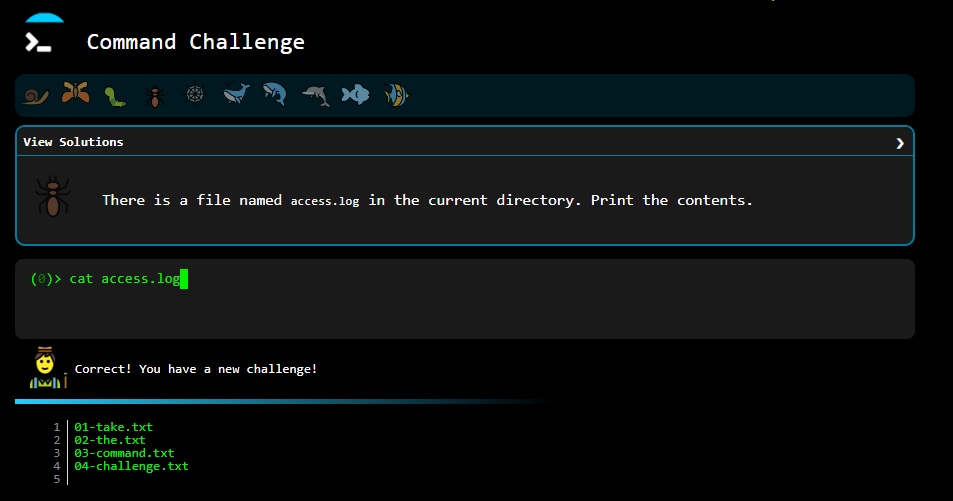 Command Challenge
View Solutions
There is a file named access.log in the current directory. Print the contents.
(0)> cat access.log
Correct! You have a new challenge!
1 01-take.txt
2 02-the.txt
3 03-command.txt
4 04-challenge.txt
5